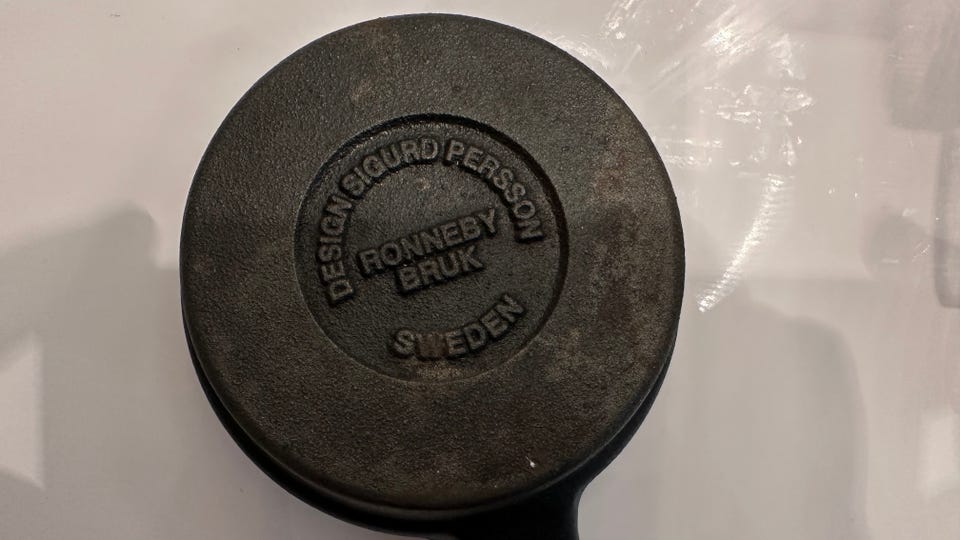 DESIGN SIGURD PERSSON
RONNEBY
BRUK
SWEDEN